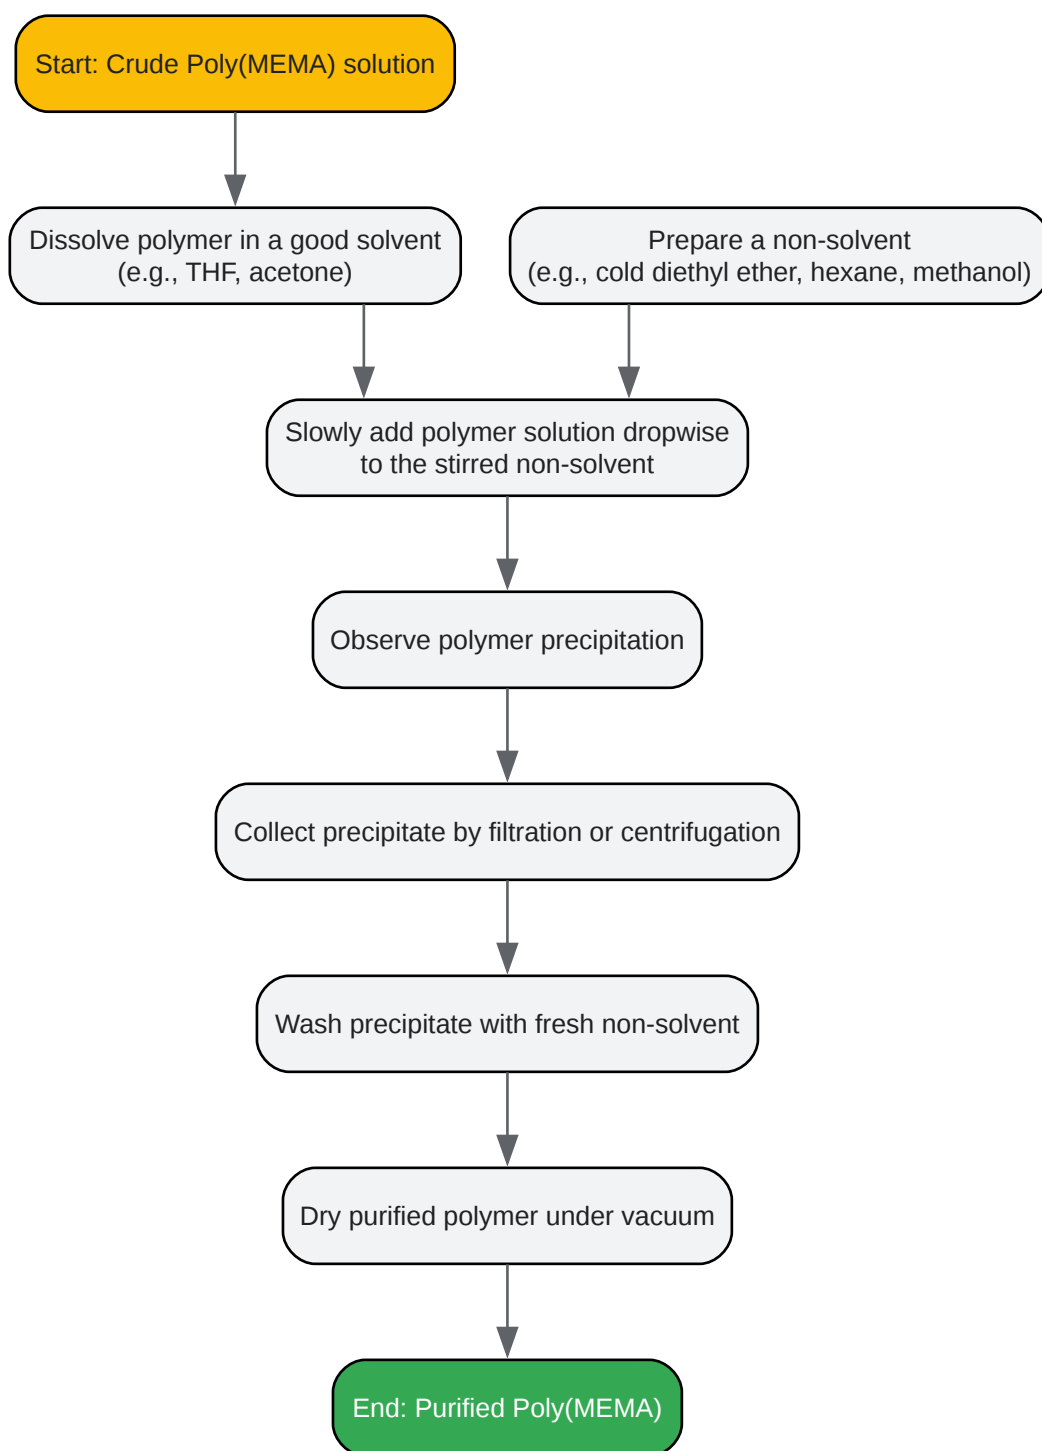 Start: Crude Poly(MEMA) solution
Dissolve polymer in a good solvent
(e.g., THF, acetone)
Prepare a non-solvent
(e.g., cold diethyl ether, hexane, methanol)
Slowly add polymer solution dropwise
to the stirred non-solvent
Observe polymer precipitation
Collect precipitate by filtration or centrifugation
Wash precipitate with fresh non-solvent
Dry purified polymer under vacuum
End: Purified Poly(MEMA)